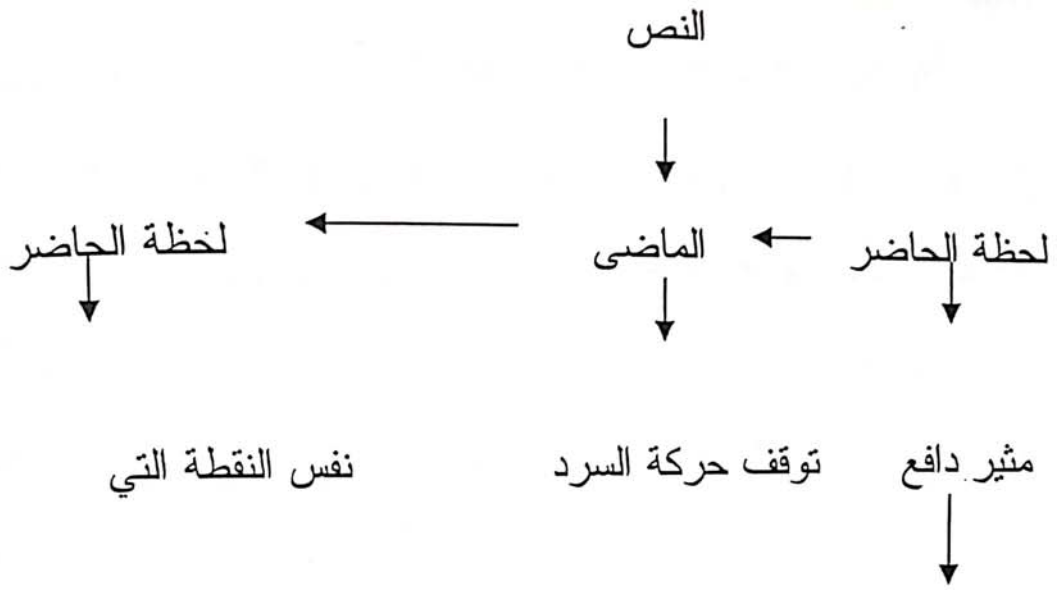 النص
لحظة الحاضر الماضى لخظة الحاضر
مثير دافع توقف حركة السرد نفس النقطة التي